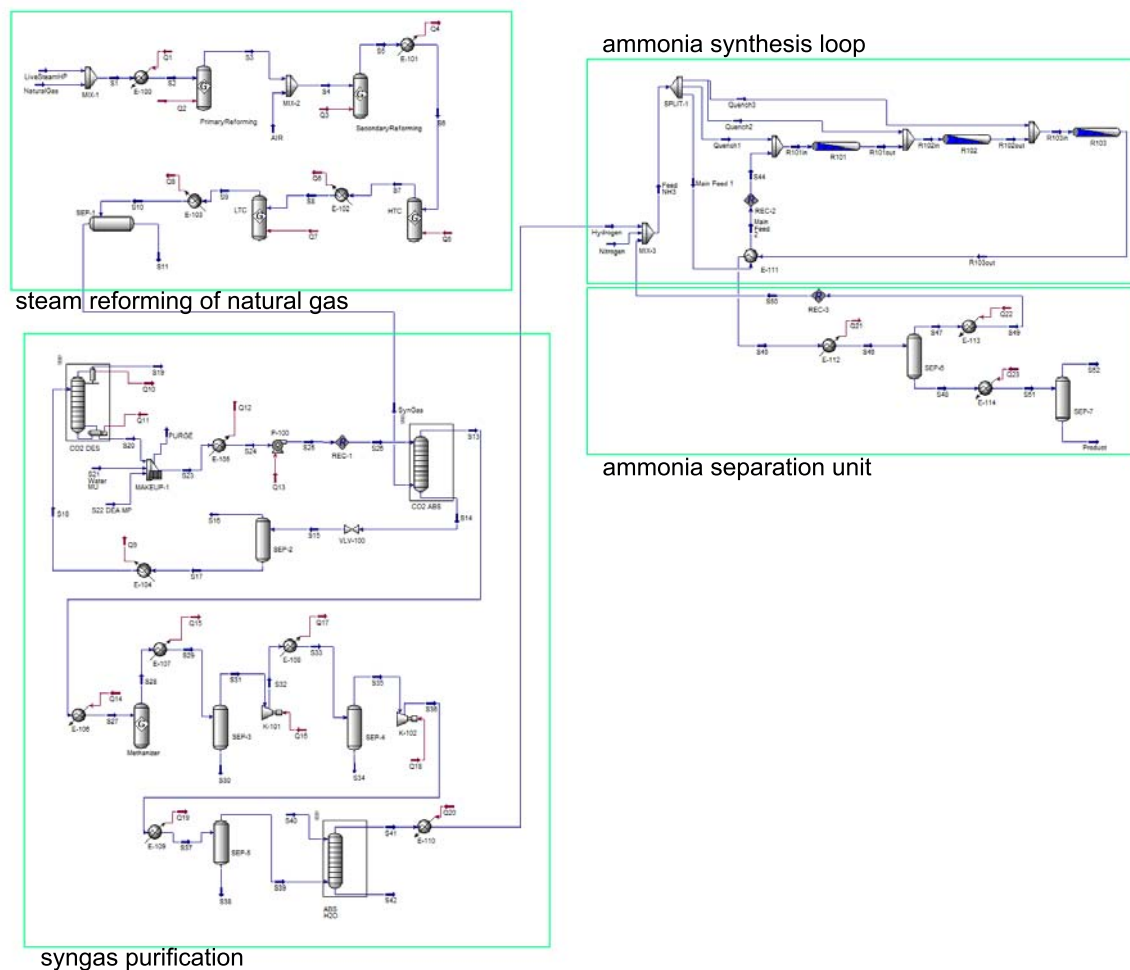 ammonia synthesis loop
Q1
Q4
LiveSteamHP
NaturalGas
MIX-1
S1
E-100
S2
S3
Q2
PrimaryReforming
MIX-2
AIR
S4
Q3
SecondaryReforming
S5
E-101
S6
SPLIT-1
Quench3
Quench2
Quench1
R101in
R101
R101out
R102in
R102
R102out
R103in
R103
Feed
NH3
Main Feed 1
S44
REC-2
Main
Feed
2
E-111
R103out
Hydrogen
Nitrogen
MIX-3
SEP-1
S10
E-103
S9
LTC
Q7
S8
E-102
S7
HTC
S11
steam reforming of natural gas
S50
REC-3
Q21
Q22
S45
E-112
S46
S47
E-113
S49
SEP-6
S48
E-114
Q23
S51
S52
SEP-7
Product
ammonia separation unit
S19
Q10
Q11
CO2 DES
S20
PURGE
S21
Water
MU
MAKEUP-1
S22 DEA MP
S23
E-105
Q12
S24
P-100
Q13
S25
REC-1
S26
SynGas
S13
CO2 ABS
S14
S18
S16
SEP-2
S15
VLV-100
Q9
E-104
S17
Q15
Q17
E-107
S29
E-108
S33
S28
S31
S32
S35
S36
Q14
E-106
S27
Methanizer
SEP-3
K-101
Q16
SEP-4
K-102
Q18
S30
S34
Q19
E-109
S37
SEP-5
S38
S39
S40
S41
E-110
Q20
S42
ABS
H2O
syngas purification